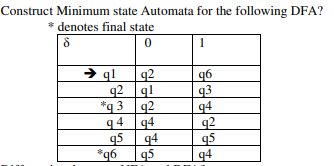 Construct Minimum state Automata for the following DFA?
* denotes final state
δ 0 1
➔ q1 q2 q6
q2 q1 q3
*q 3 q2 q4
q 4 q4 q2
q5 q4 q5
*q6 q5 q4